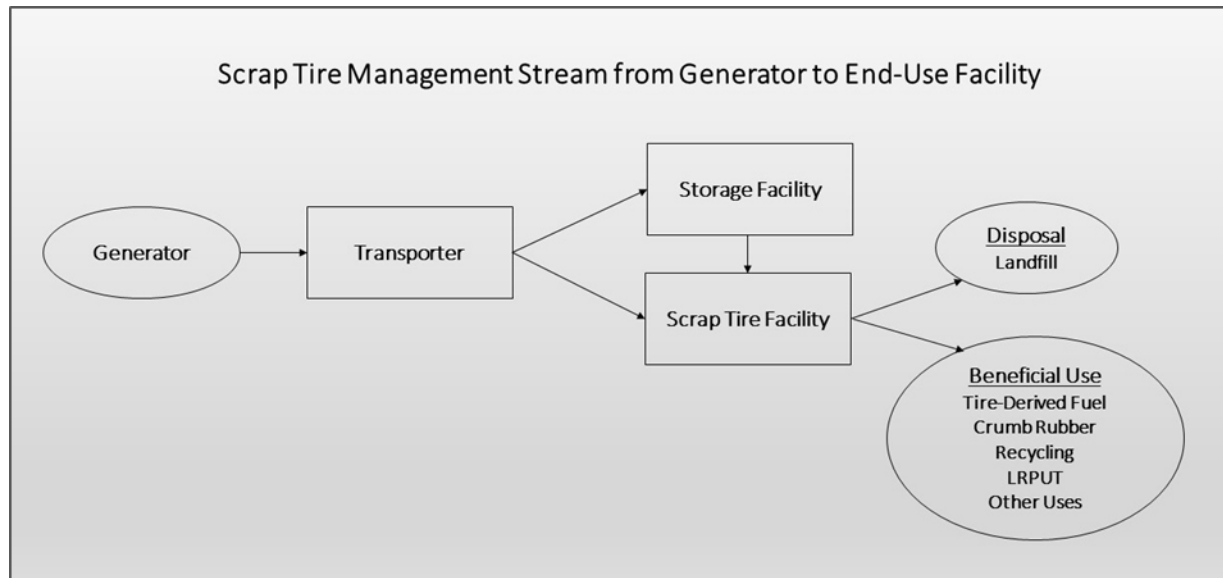 Scrap Tire Management Stream from Generator to End-Use Facility
Generator
Transporter
Storage Facility
Scrap Tire Facility
Disposal
Landfill
Beneficial Use
Tire-Derived Fuel
Crumb Rubber
Recycling
LRPUT
Other Uses